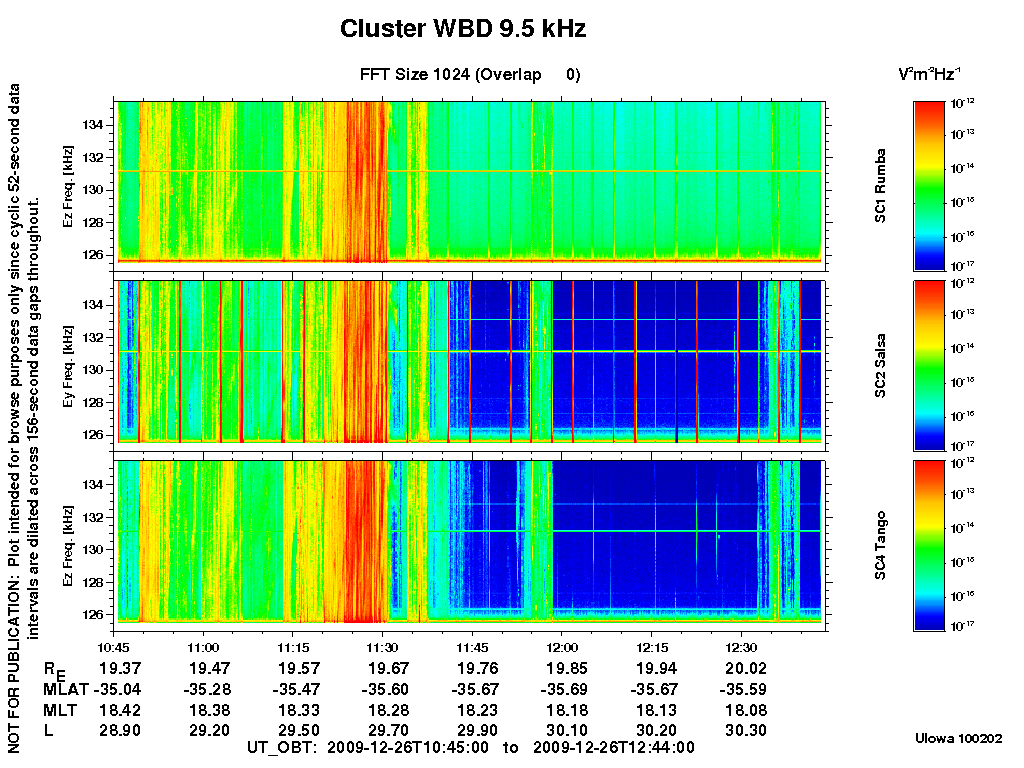 Cluster WBD 9.5 kHz
FFT Size 1024 (Overlap 0)
V²m⁻²Hz⁻¹
NOT FOR PUBLICATION: Plot intended for browse purposes only since cyclic 52-second data
intervals are dilated across 156-second data gaps throughout.
Ez Freq. [kHz]
134
132
130
128
126
SC1 Rumba
10⁻¹²
10⁻¹³
10⁻¹⁴
10⁻¹⁵
10⁻¹⁶
10⁻¹⁷
Ey Freq. [kHz]
134
132
130
128
126
SC2 Salsa
10⁻¹²
10⁻¹³
10⁻¹⁴
10⁻¹⁵
10⁻¹⁶
10⁻¹⁷
Ez Freq. [kHz]
134
132
130
128
126
SC4 Tango
10⁻¹²
10⁻¹³
10⁻¹⁴
10⁻¹⁵
10⁻¹⁶
10⁻¹⁷
10:45 11:00 11:15 11:30 11:45 12:00 12:15 12:30
R_E 19.37 19.47 19.57 19.67 19.76 19.85 19.94 20.02
MLAT -35.04 -35.28 -35.47 -35.60 -35.67 -35.69 -35.67 -35.59
MLT 18.42 18.38 18.33 18.28 18.23 18.18 18.13 18.08
L 28.90 29.20 29.50 29.70 29.90 30.10 30.20 30.30
UT_OBT: 2009-12-26T10:45:00 to 2009-12-26T12:44:00
UIowa 100202